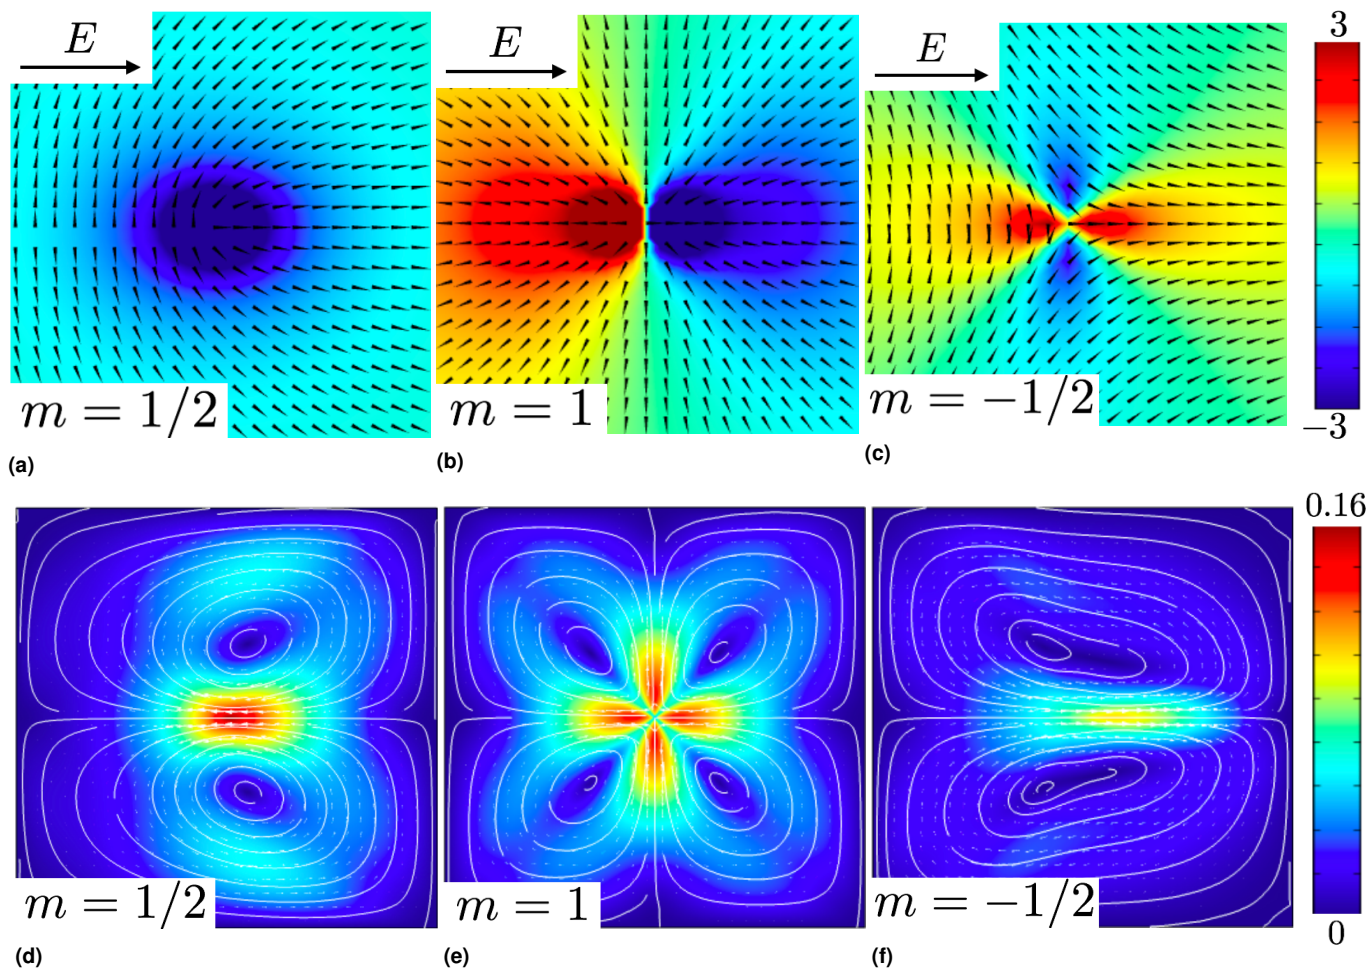 E
E
E
3
−3
m = 1/2
m = 1
m = −1/2
(a)
(b)
(c)
0.16
0
m = 1/2
m = 1
m = −1/2
(d)
(e)
(f)